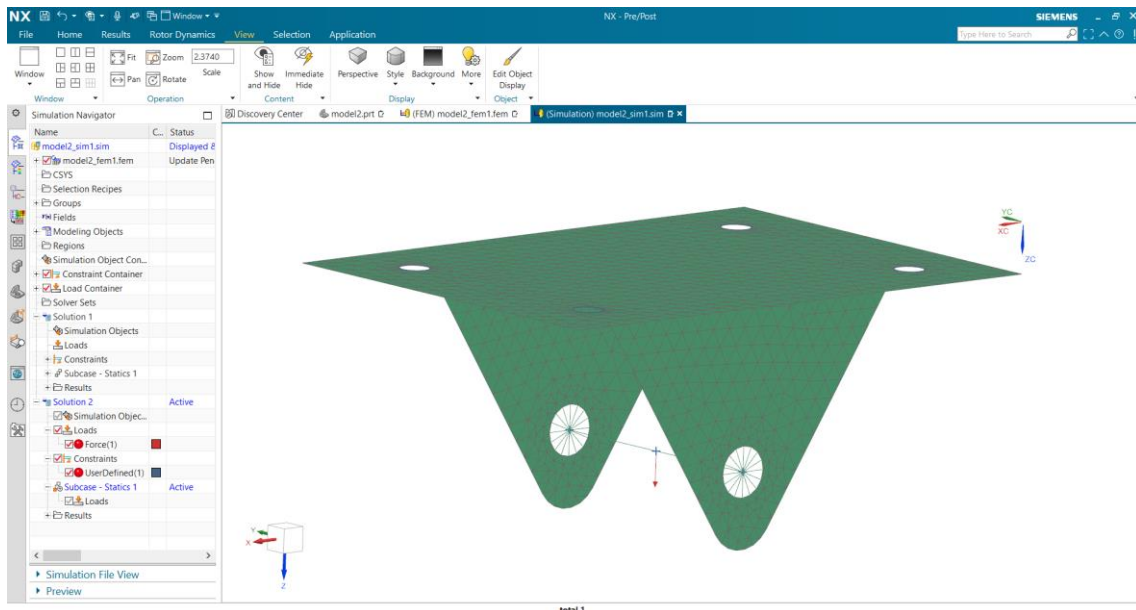 NX Window NX - Pre/Post SIEMENS
File Home Results Rotor Dynamics View Selection Application Type Here to Search
Window Fit Zoom 2.3740 Pan Rotate Scale Show and Hide Immediate Hide Perspective Style Background More Edit Object Display
Window Operation Content Display Object
Simulation Navigator Discovery Center model2.prt (FEM) model2_fem1.fem (Simulation) model2_sim1.sim
Name C... Status
model2_sim1.sim Displayed &
model2_fem1.fem Update Pen
CSYS
Selection Recipes
Groups
Fields
Modeling Objects
Regions
Simulation Object Con...
Constraint Container
Load Container
Solver Sets
Solution 1
Simulation Objects
Loads
Constraints
Subcase - Statics 1
Results
Solution 2 Active
Simulation Objec...
Loads
Force(1)
Constraints
UserDefined(1)
Subcase - Statics 1 Active
Loads
Results
Simulation File View
Preview
YC
XC
ZC
Y
X
Z
total 1